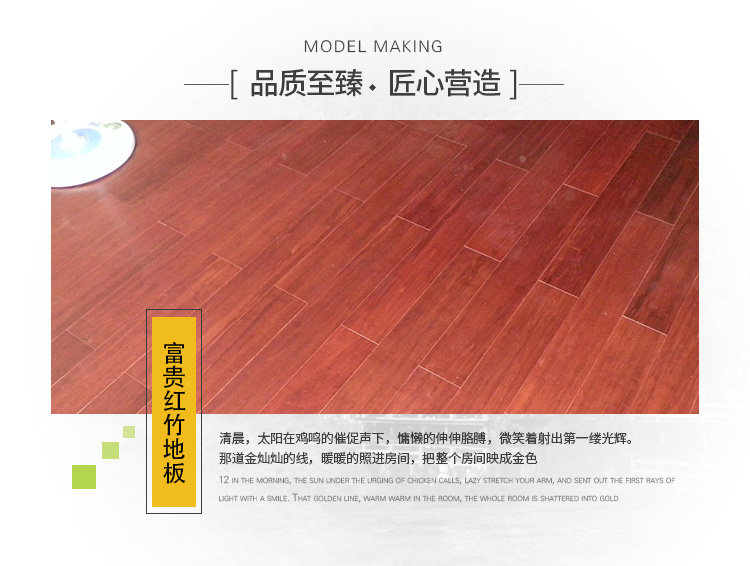 MODEL MAKING
[ 品质至臻 · 匠心营造 ]
富贵红竹地板
清晨，太阳在鸡鸣的催促声下，慵懒的伸伸胳膊，微笑着射出第一缕光辉。
那道金灿灿的线，暖暖的照进房间，把整个房间映成金色
12 IN THE MORNING, THE SUN UNDER THE URGING OF CHICKEN CALLS, LAZY STRETCH YOUR ARM, AND SENT OUT THE FIRST RAYS OF
LIGHT WITH A SMILE. THAT GOLDEN LINE, WARM WARM IN THE ROOM, THE WHOLE ROOM IS SHATTERED INTO GOLD